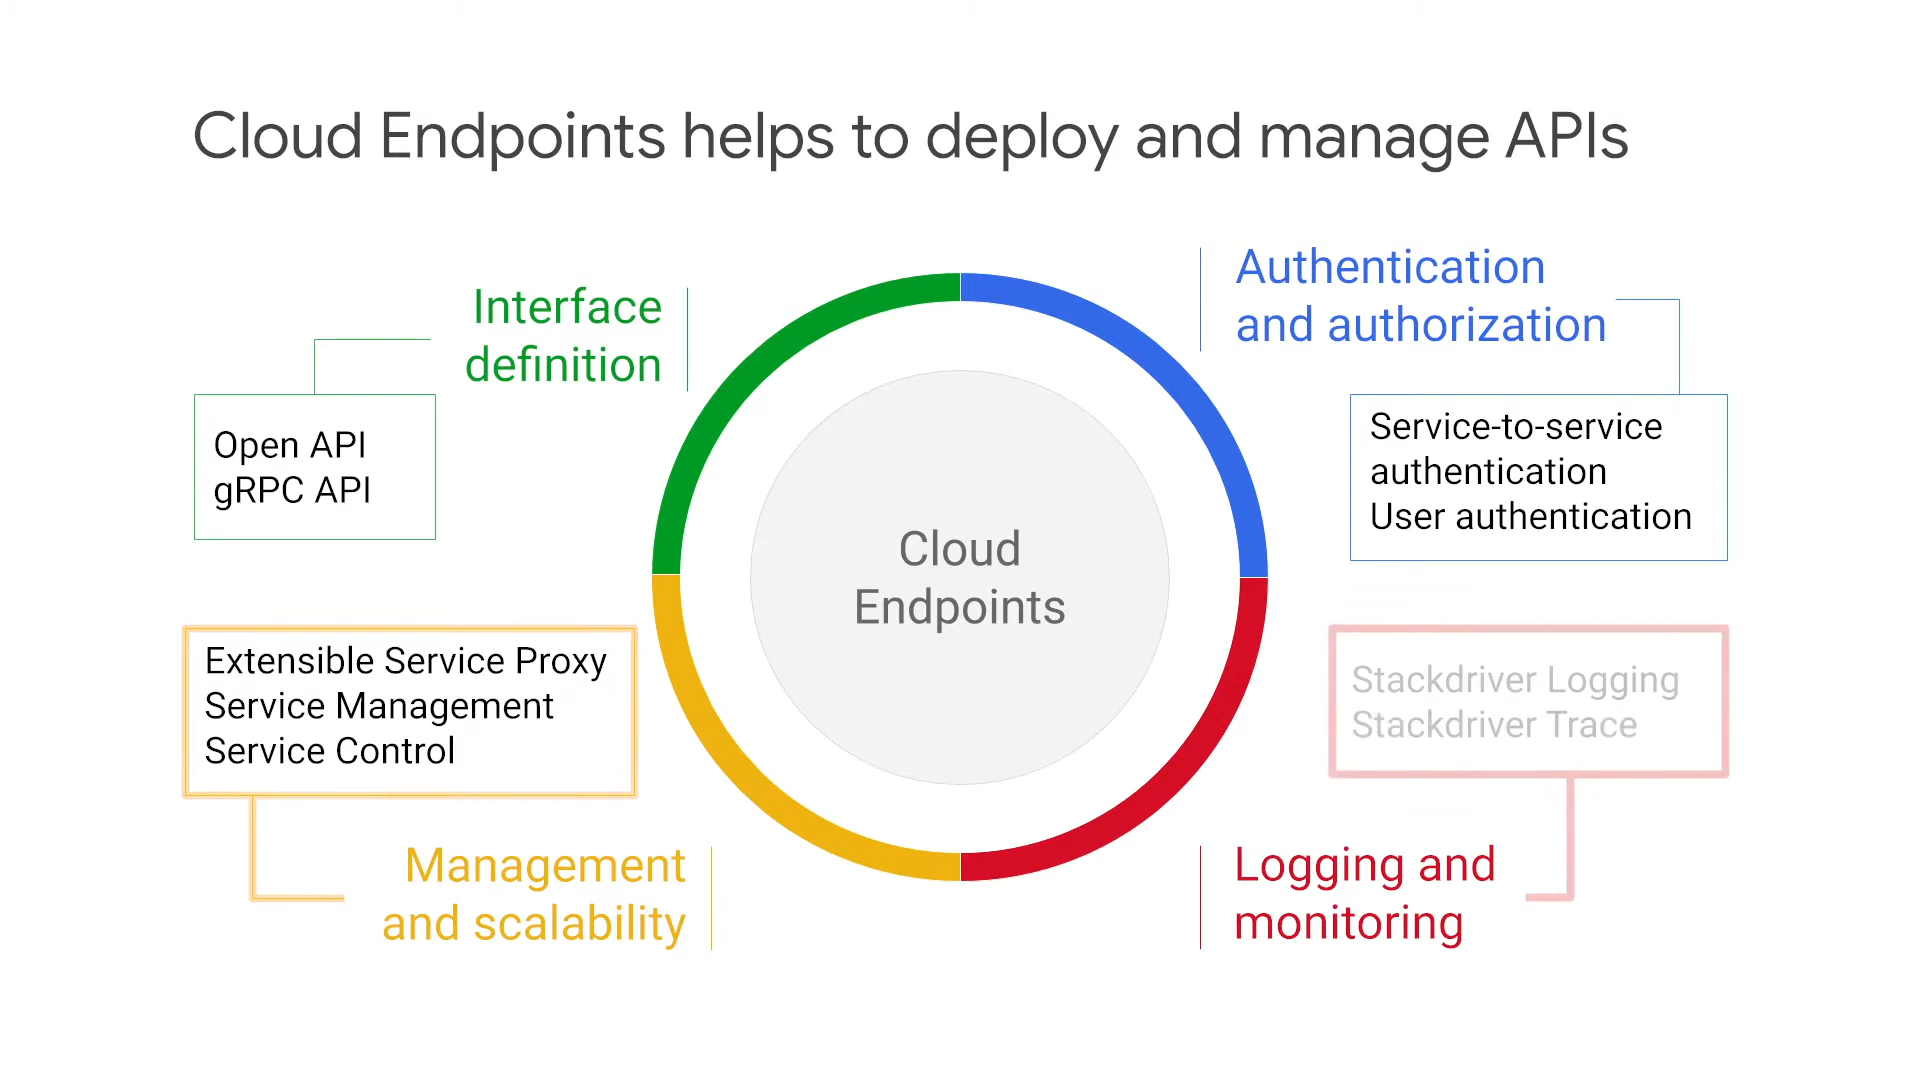 Cloud Endpoints helps to deploy and manage APIs
Interface
definition
Open API
gRPC API
Authentication
and authorization
Service-to-service
authentication
User authentication
Cloud
Endpoints
Extensible Service Proxy
Service Management
Service Control
Management
and scalability
Stackdriver Logging
Stackdriver Trace
Logging and
monitoring